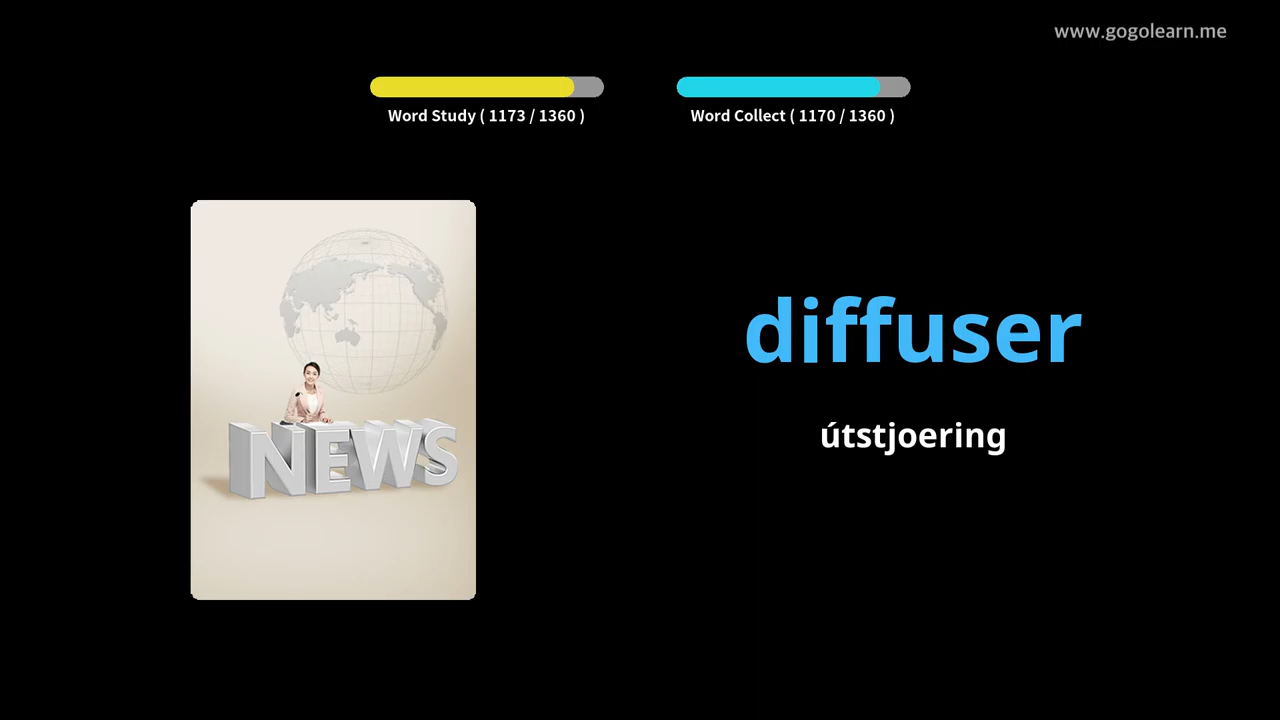 www.gogolearn.me
Word Study ( 1173 / 1360 )
Word Collect ( 1170 / 1360 )
diffuser
NEWS
útstjoering